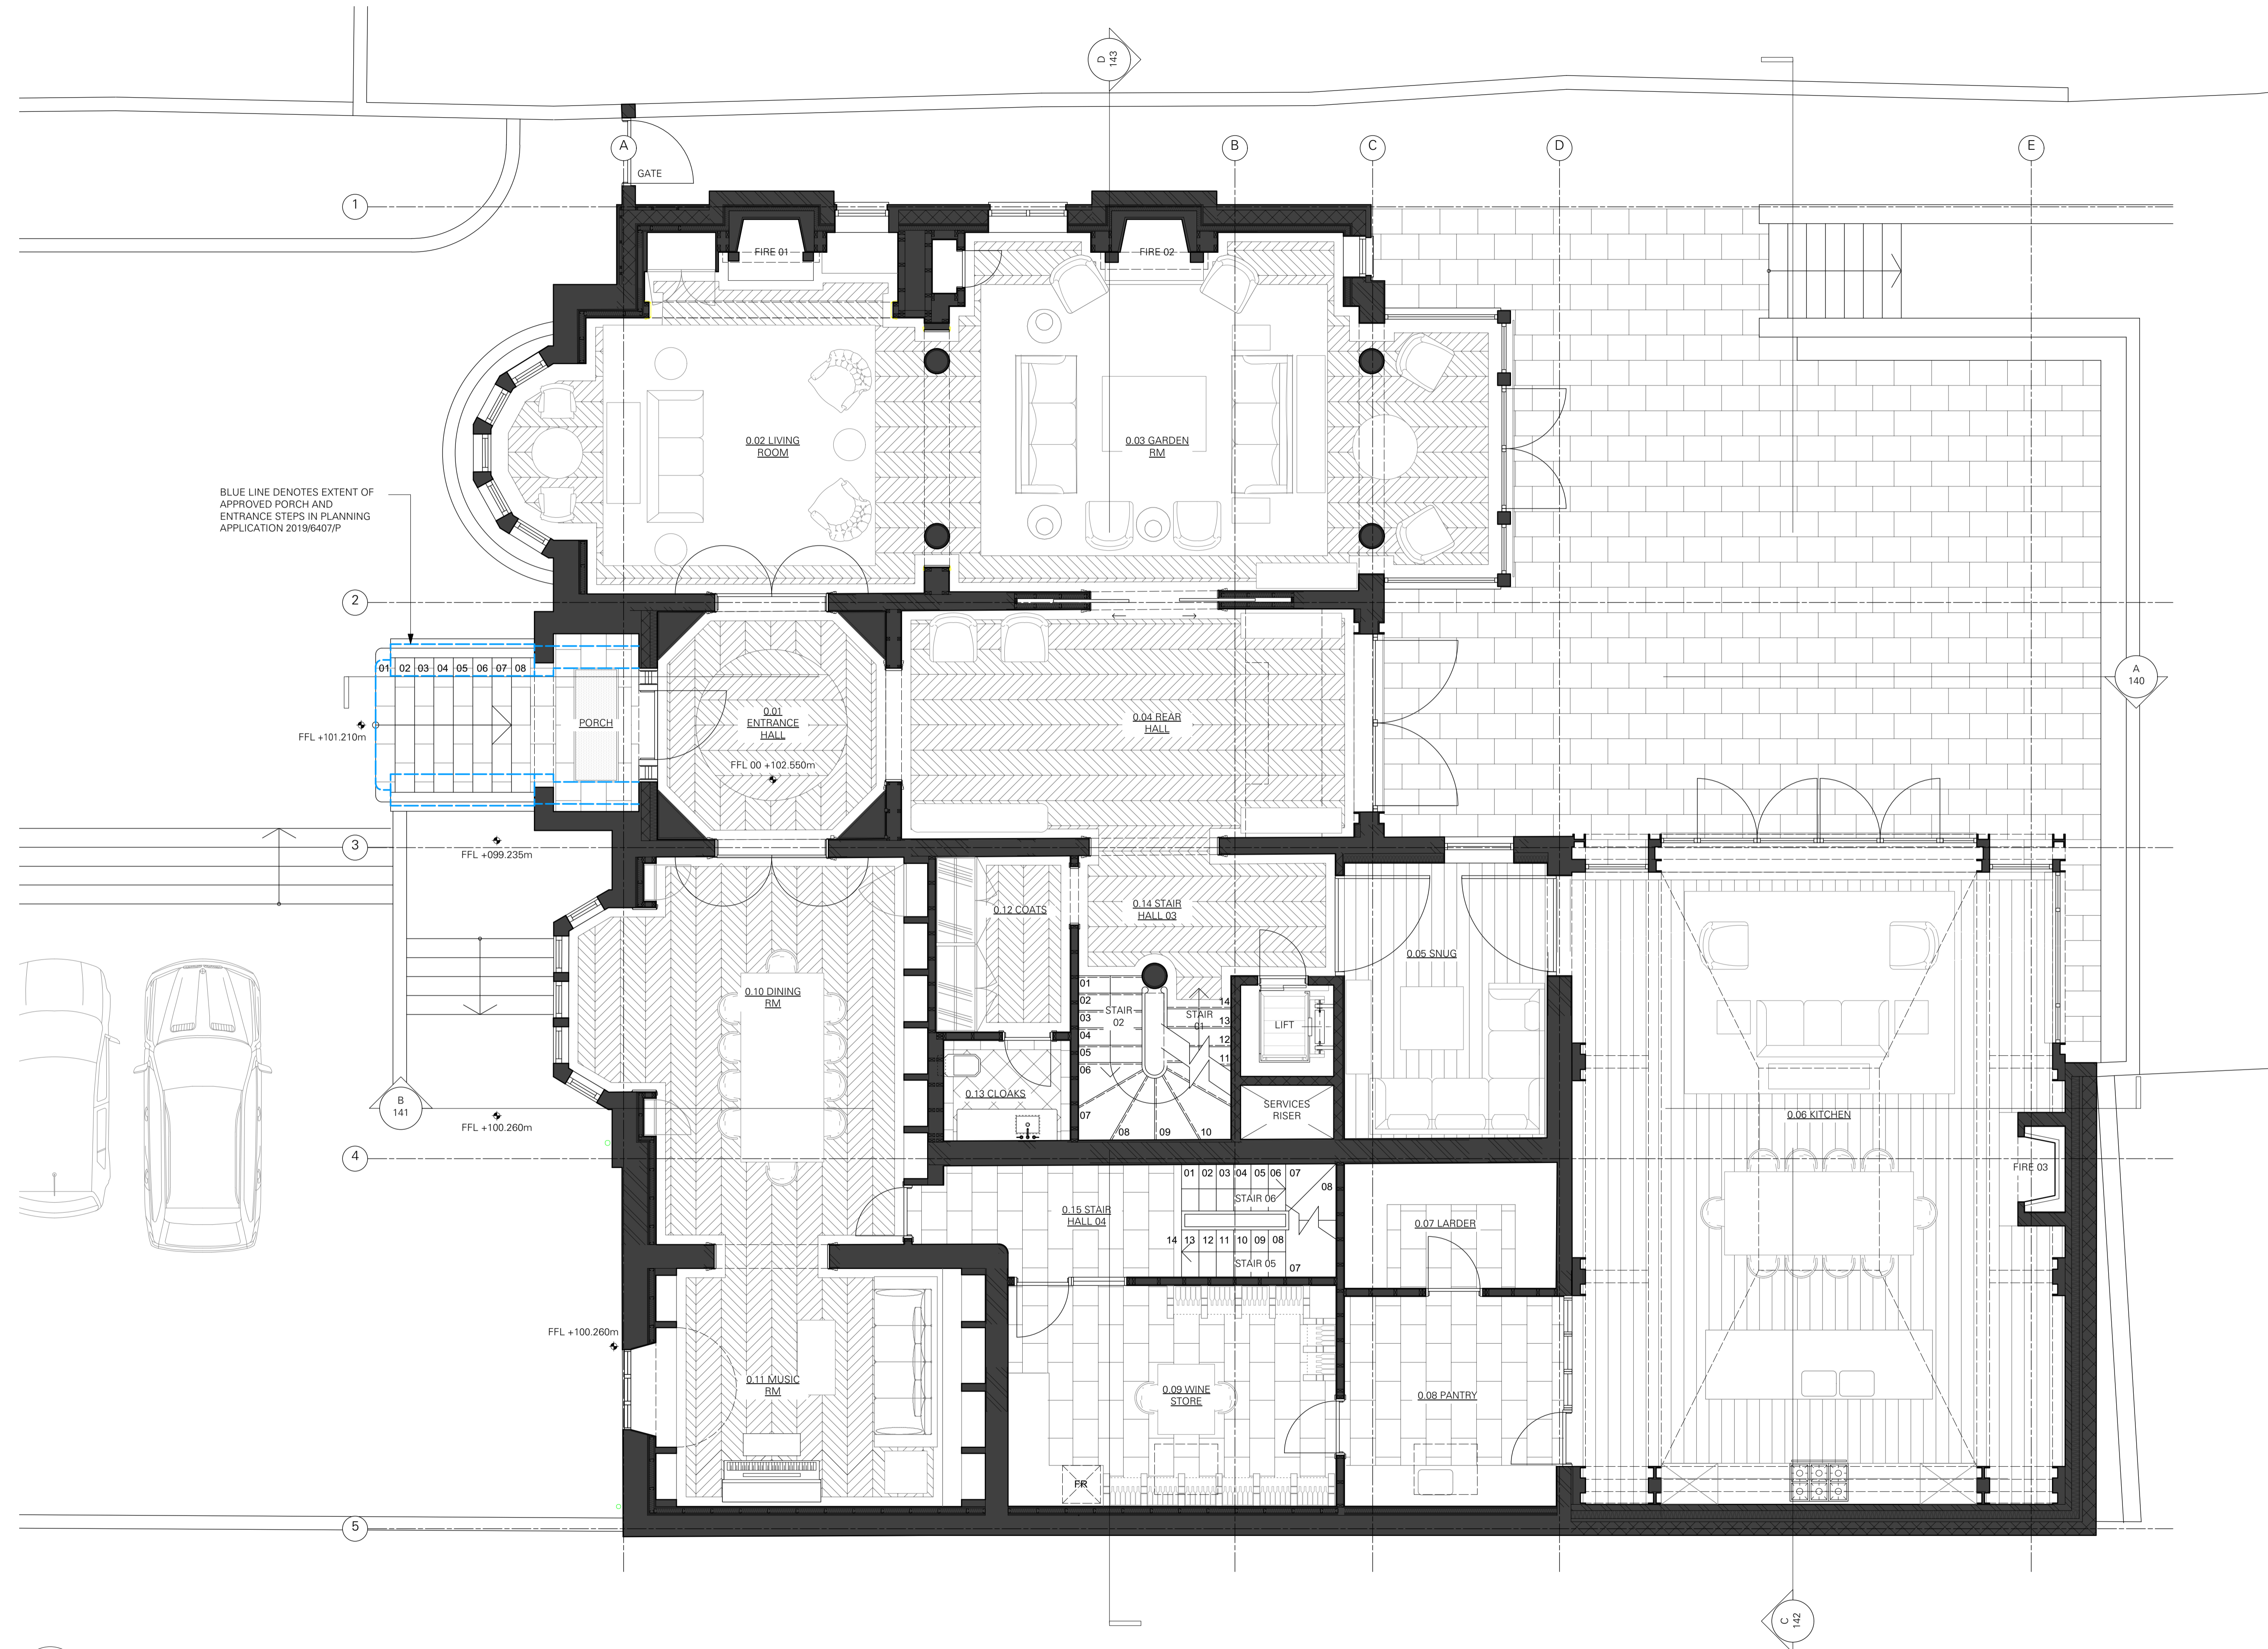 D
143
A
B
C
D
E
GATE
1
FIRE 01
FIRE 02
0.02 LIVING
ROOM
0.03 GARDEN
RM
BLUE LINE DENOTES EXTENT OF
APPROVED PORCH AND
ENTRANCE STEPS IN PLANNING
APPLICATION 2019/6407/P
2
01 02 03 04 05 06 07 08
PORCH
FFL +101.210m
0.01
ENTRANCE
HALL
FFL 00 +102.550m
0.04 REAR
HALL
A
140
3
FFL +099.235m
0.12 COATS
0.14 STAIR
HALL 03
0.05 SNUG
0.10 DINING
RM
01
02
03
04
05
06
07
08
09
10
11
12
13
14
STAIR
02
STAIR
01
LIFT
0.13 CLOAKS
SERVICES
RISER
B
141
FFL +100.260m
0.06 KITCHEN
4
FIRE 03
01 02 03 04 05 06 07
08
STAIR 06
0.15 STAIR
HALL 04
0.07 LARDER
14 13 12 11 10 09 08
07
STAIR 05
FFL +100.260m
0.11 MUSIC
RM
0.09 WINE
STORE
0.08 PANTRY
FR
5
C
142